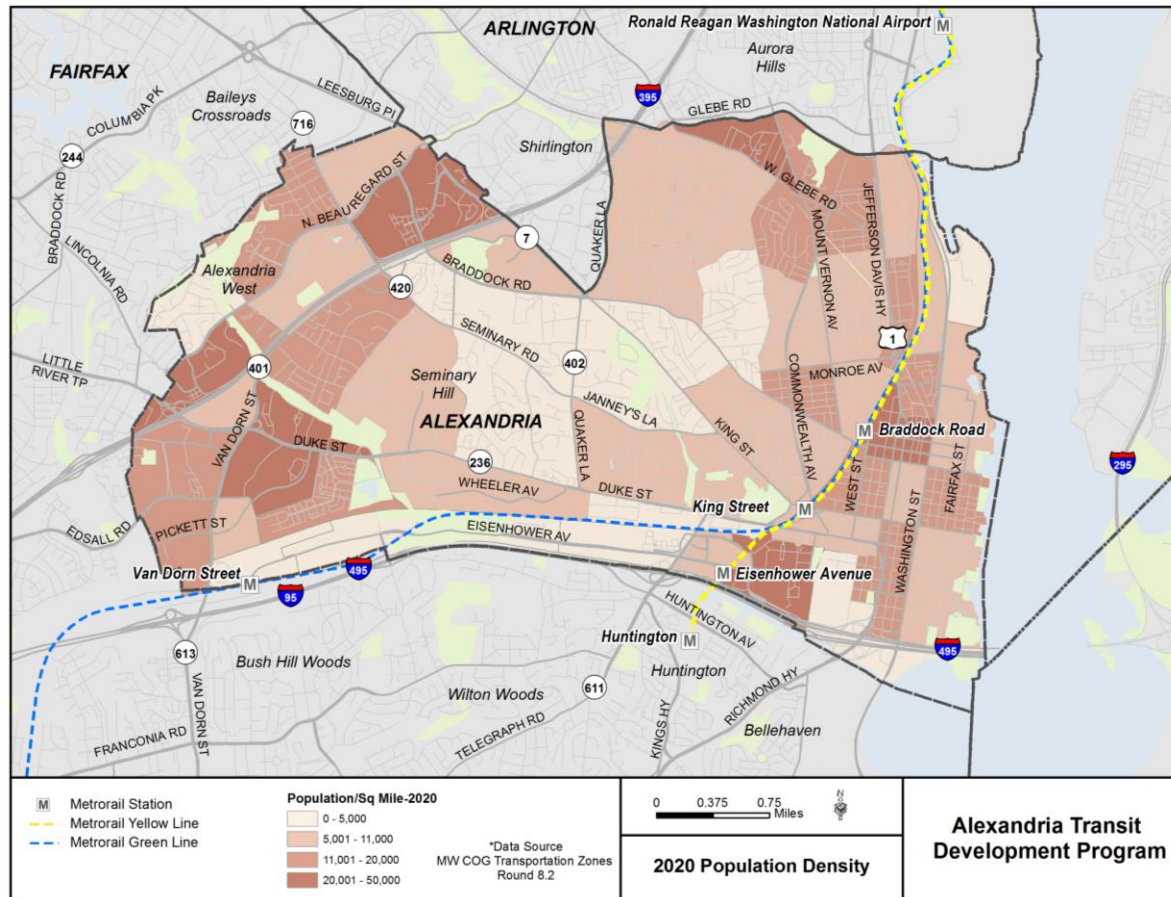 Ronald Reagan Washington National Airport
M
ARLINGTON
Aurora
Hills
FAIRFAX
Baileys
Crossroads
LEESBURG PI
COLUMBIA PK
395
GLEBE RD
716
244
Shirlington
W. GLEBE RD
N. BEAUREGARD ST
BRADDOCK RD
QUAKER LA
MOUNT VERNON AV
JEFFERSON DAVIS HY
LINCOLNIA RD
7
Alexandria
West
BRADDOCK RD
420
SEMINARY RD
1
LITTLE
RIVER TP
401
402
MONROE AV
Seminary
Hill
COMMONWEALTH AV
JANNEY'S LA
ALEXANDRIA
VAN DORN ST
KING ST
M
Braddock Road
DUKE ST
QUAKER LA
236
WEST ST
FAIRFAX ST
295
WHEELER AV
DUKE ST
King Street
M
EDSALL RD
PICKETT ST
EISENHOWER AV
WASHINGTON ST
Van Dorn Street
M
495
95
M
Eisenhower Avenue
HUNTINGTON AV
Huntington
M
495
613
Bush Hill Woods
Huntington
VAN DORN ST
Wilton Woods
611
RICHMOND HY
KINGS HY
TELEGRAPH RD
Bellehaven
FRANCONIA RD
M Metrorail Station
Metrorail Yellow Line
Metrorail Green Line
Population/Sq Mile-2020
0 - 5,000
5,001 - 11,000
11,001 - 20,000
20,001 - 50,000
*Data Source
MW COG Transportation Zones
Round 8.2
0 0.375 0.75
Miles
N
2020 Population Density
Alexandria Transit
Development Program